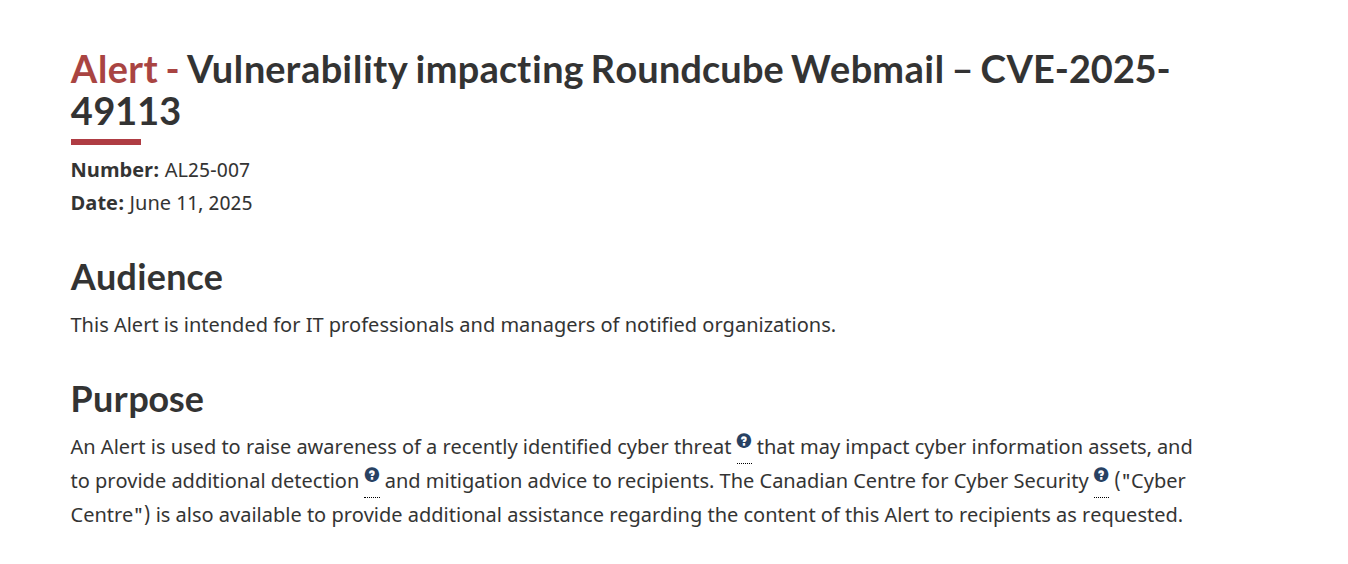 Alert - Vulnerability impacting Roundcube Webmail – CVE-2025-
49113
Number: AL25-007
Date: June 11, 2025
Audience
This Alert is intended for IT professionals and managers of notified organizations.
Purpose
An Alert is used to raise awareness of a recently identified cyber threat ? that may impact cyber information assets, and
to provide additional detection ? and mitigation advice to recipients. The Canadian Centre for Cyber Security ? ("Cyber
Centre") is also available to provide additional assistance regarding the content of this Alert to recipients as requested.